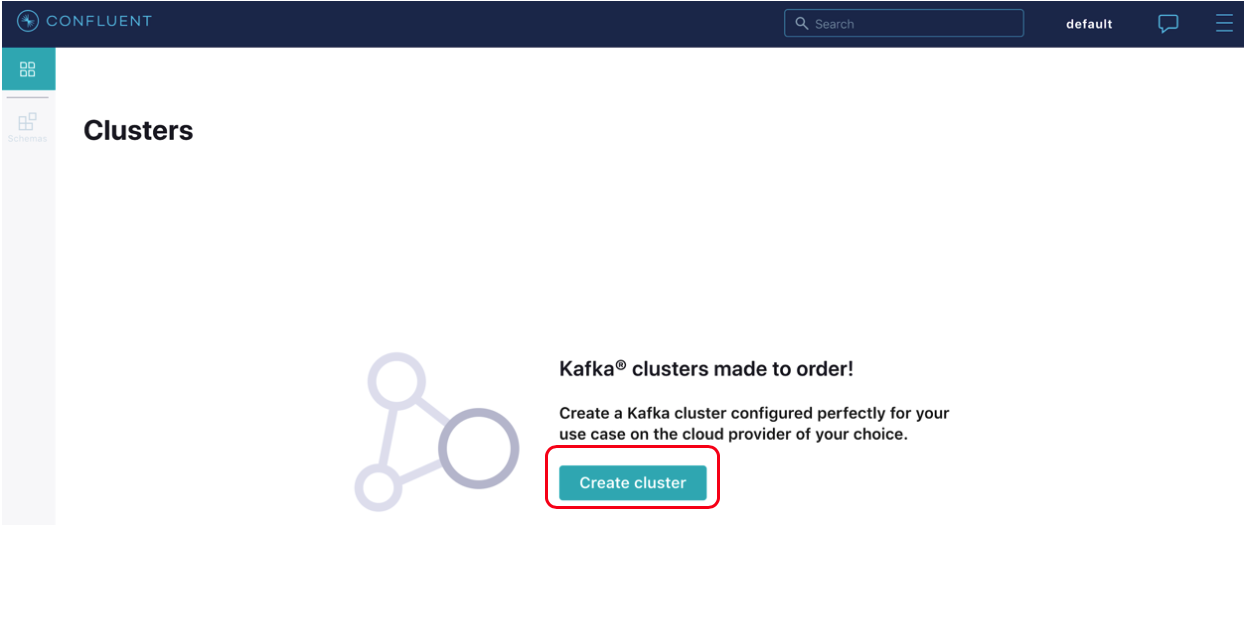 CONFLUENT
Search
default
Schemas
Clusters
Kafka® clusters made to order!
Create a Kafka cluster configured perfectly for your
use case on the cloud provider of your choice.
Create cluster